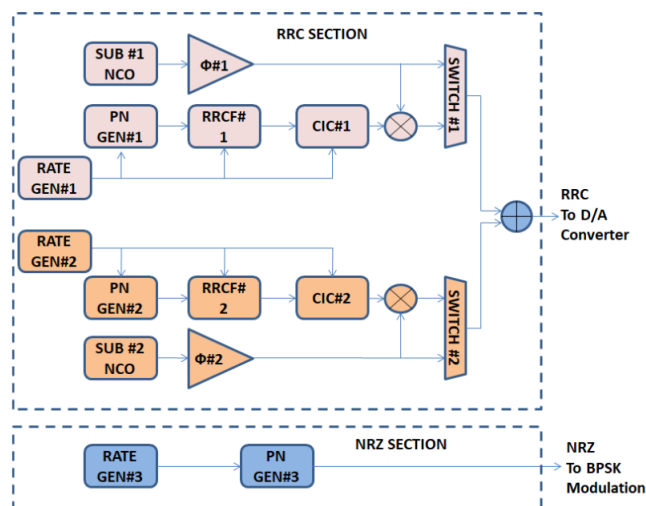 RRC SECTION
SUB #1
NCO
Φ#1
SWITCH #1
PN
GEN#1
RRCF#
1
CIC#1
RATE
GEN#1
RRC
To D/A
Converter
RATE
GEN#2
PN
GEN#2
RRCF#
2
CIC#2
SWITCH #2
SUB #2
NCO
Φ#2
NRZ SECTION
RATE
GEN#3
PN
GEN#3
NRZ
To BPSK
Modulation